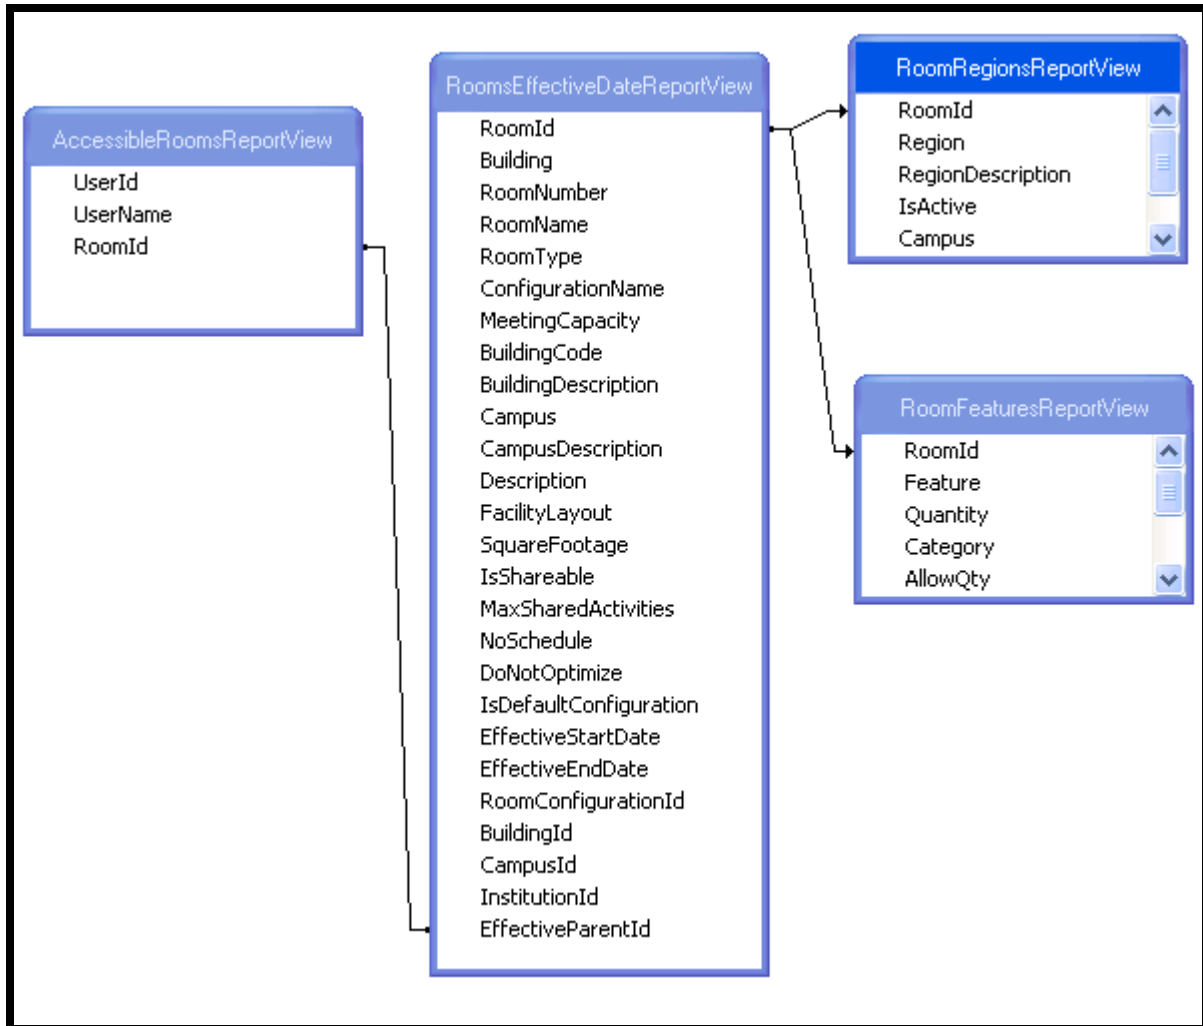 AccessibleRoomsReportView
UserId
UserName
RoomId
RoomsEffectiveDateReportView
RoomId
Building
RoomNumber
RoomName
RoomType
ConfigurationName
MeetingCapacity
BuildingCode
BuildingDescription
Campus
CampusDescription
Description
FacilityLayout
SquareFootage
IsShareable
MaxSharedActivities
NoSchedule
DoNotOptimize
IsDefaultConfiguration
EffectiveStartDate
EffectiveEndDate
RoomConfigurationId
BuildingId
CampusId
InstitutionId
EffectiveParentId
RoomRegionsReportView
RoomId
Region
RegionDescription
IsActive
Campus
RoomFeaturesReportView
RoomId
Feature
Quantity
Category
AllowQty